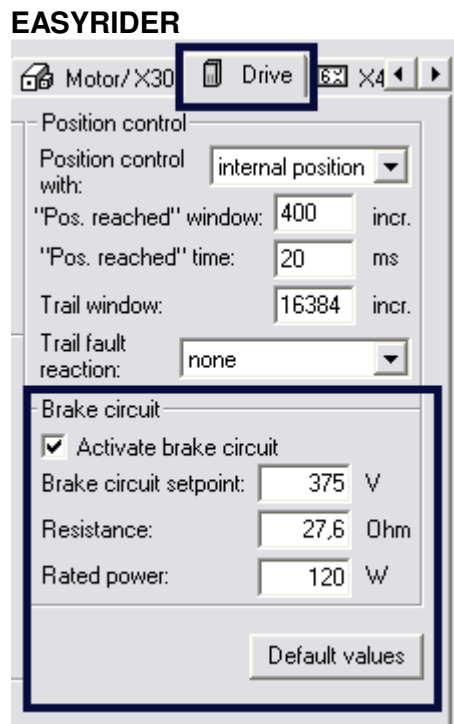 EASYRIDER
Motor/X30 Drive X4
Position control
Position control with: internal position
"Pos. reached" window: 400 incr.
"Pos. reached" time: 20 ms
Trail window: 16384 incr.
Trail fault reaction: none
Brake circuit
Activate brake circuit
Brake circuit setpoint: 375 V
Resistance: 27,6 Ohm
Rated power: 120 W
Default values